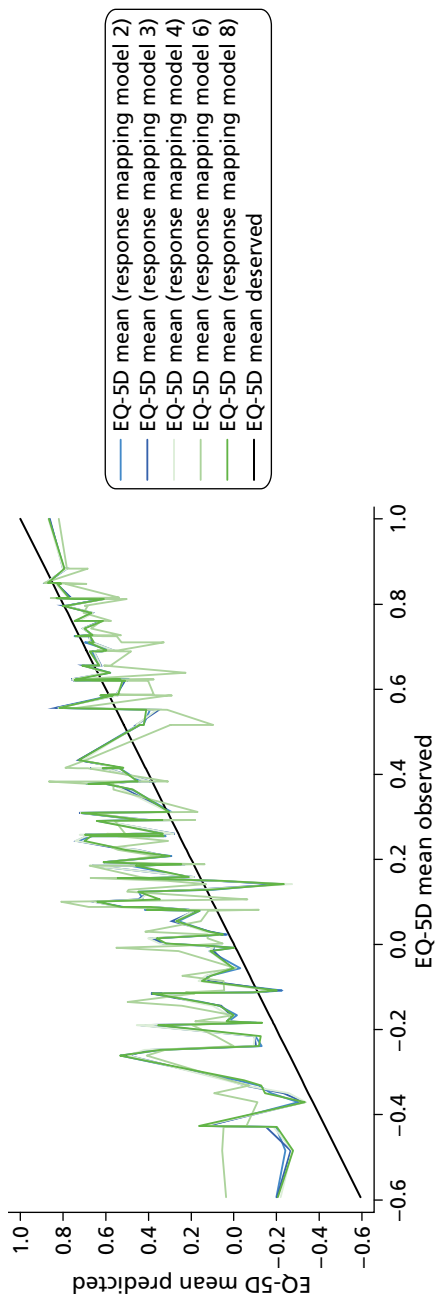 EQ-5D mean (response mapping model 2)
EQ-5D mean (response mapping model 3)
EQ-5D mean (response mapping model 4)
EQ-5D mean (response mapping model 6)
EQ-5D mean (response mapping model 8)
EQ-5D mean deserved
EQ-5D mean predicted
1.0
0.8
0.6
0.4
0.2
0.0
−0.2
−0.4
−0.6
−0.6
−0.4
−0.2
0.0
0.2
0.4
0.6
0.8
1.0
EQ-5D mean observed